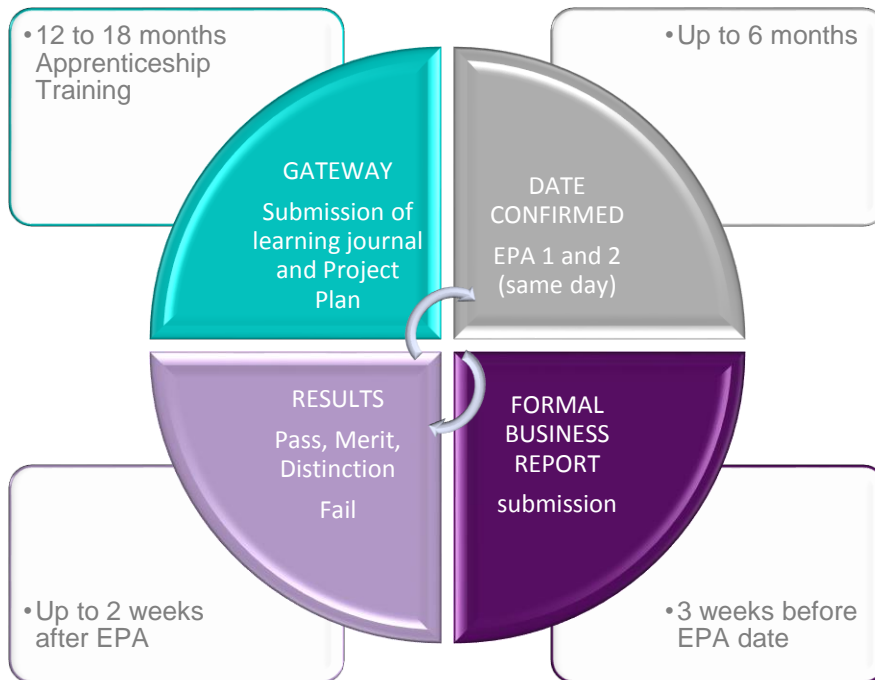 •12 to 18 months
Apprenticeship
Training
•Up to 6 months
GATEWAY
Submission of
learning journal
and Project
Plan
DATE
CONFIRMED
EPA 1 and 2
(same day)
RESULTS
Pass, Merit,
Distinction
Fail
FORMAL
BUSINESS
REPORT
submission
•Up to 2 weeks
after EPA
•3 weeks before
EPA date